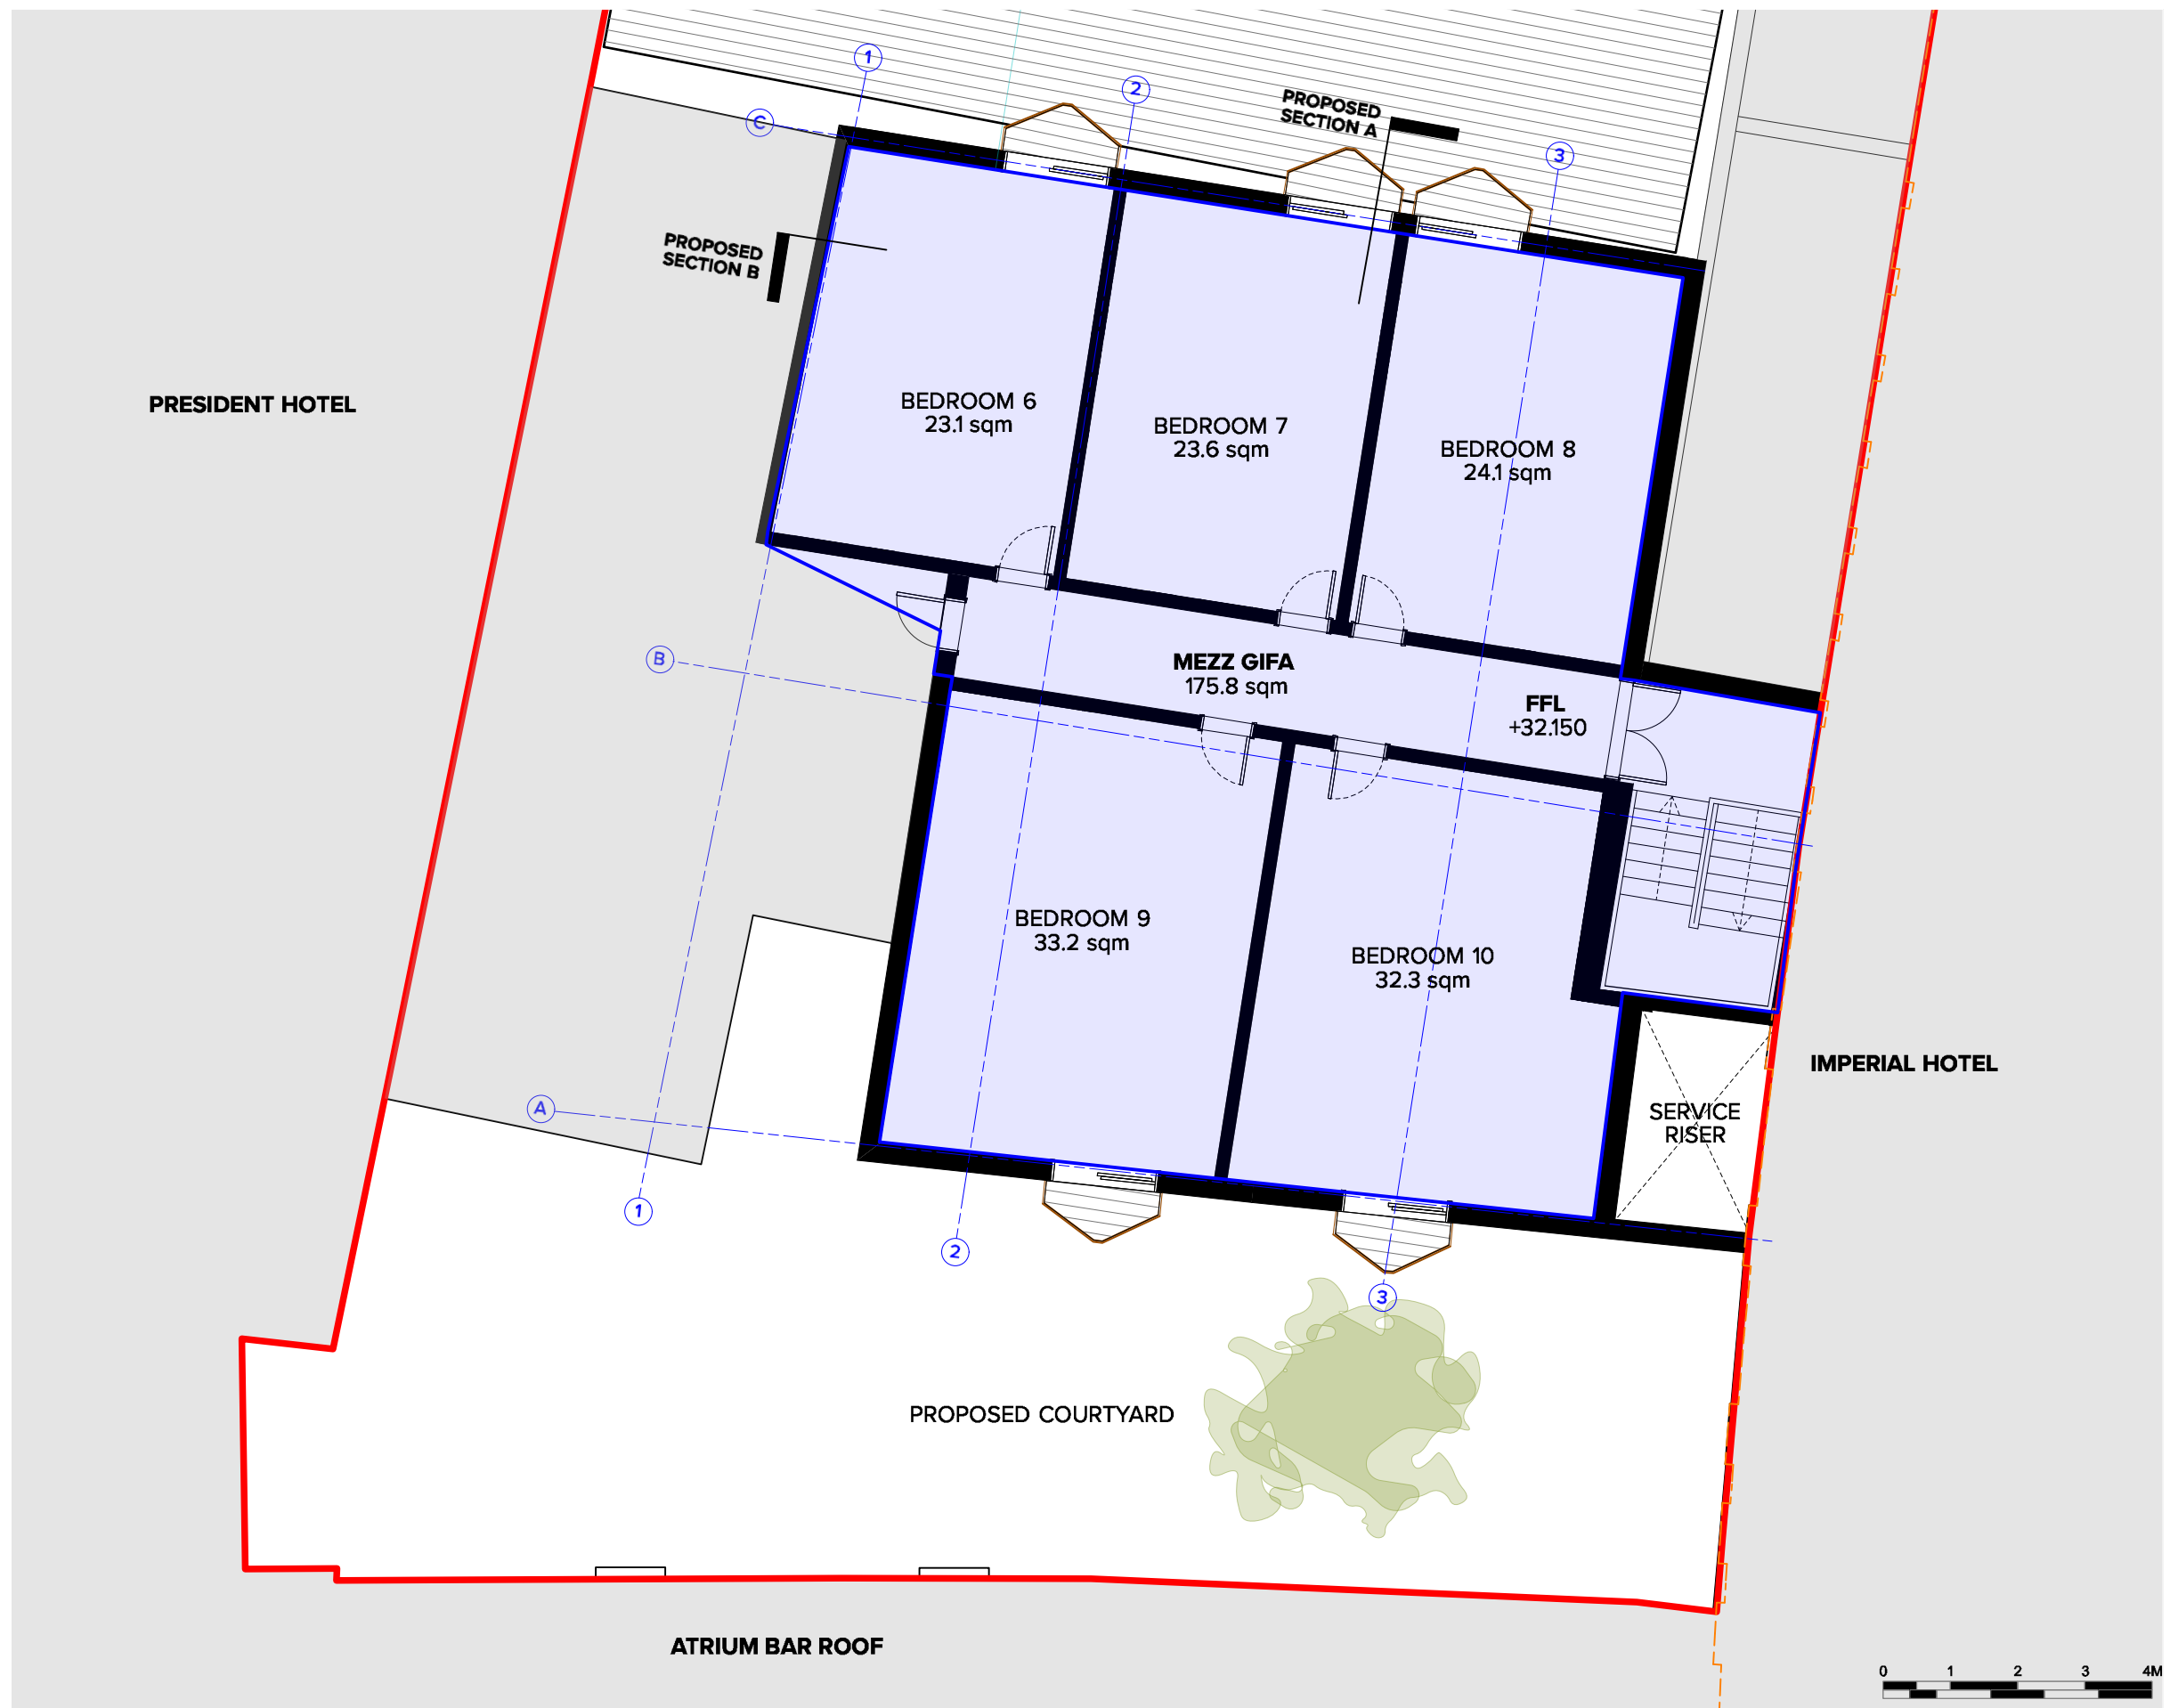 1
2
C
PROPOSED
SECTION A
3
PROPOSED
SECTION B
PRESIDENT HOTEL
BEDROOM 6
23.1 sqm
BEDROOM 7
23.6 sqm
BEDROOM 8
24.1 sqm
B
MEZZ GIFA
175.8 sqm
FFL
+32.150
BEDROOM 9
33.2 sqm
BEDROOM 10
32.3 sqm
IMPERIAL HOTEL
A
SERVICE
RISER
1
2
3
PROPOSED COURTYARD
ATRIUM BAR ROOF
0 1 2 3 4M